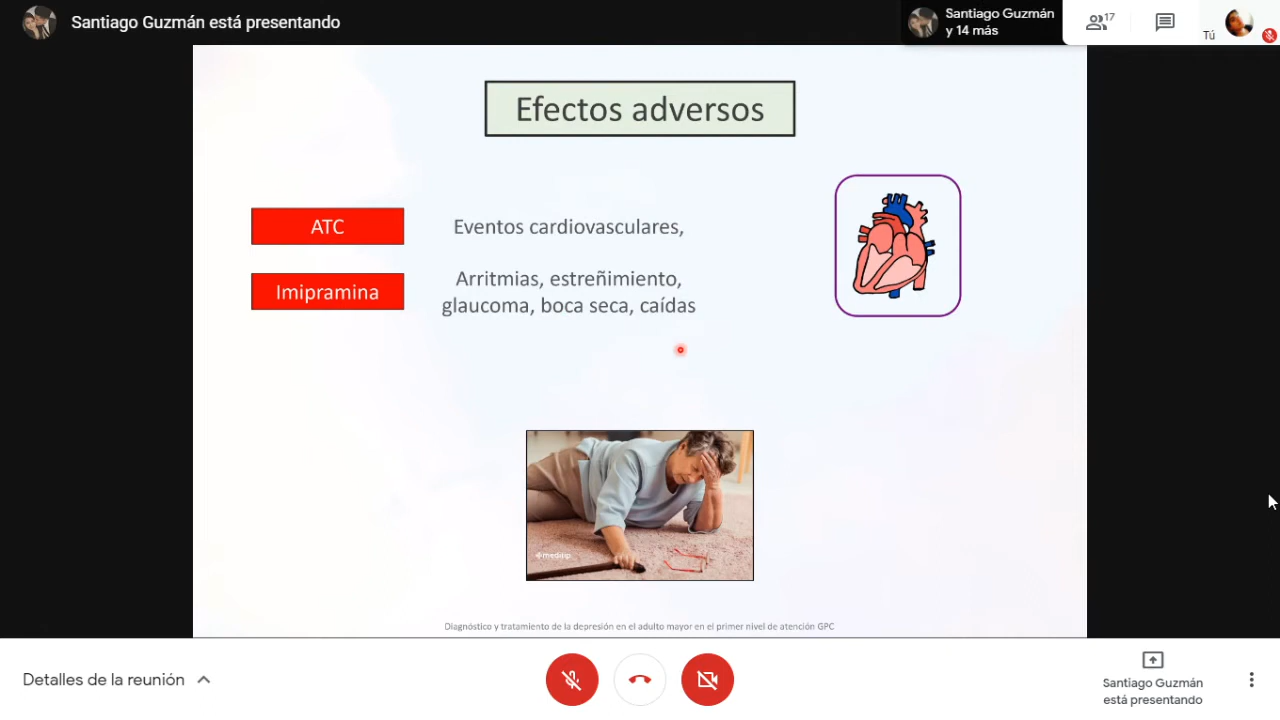 Santiago Guzmán está presentando
Santiago Guzmán
y 14 más
17
Tú
Efectos adversos
ATC
Eventos cardiovasculares,
Imipramina
Arritmias, estreñimiento,
glaucoma, boca seca, caídas
Diagnóstico y tratamiento de la depresión en el adulto mayor en el primer nivel de atención GPC
Detalles de la reunión
Santiago Guzmán
está presentando